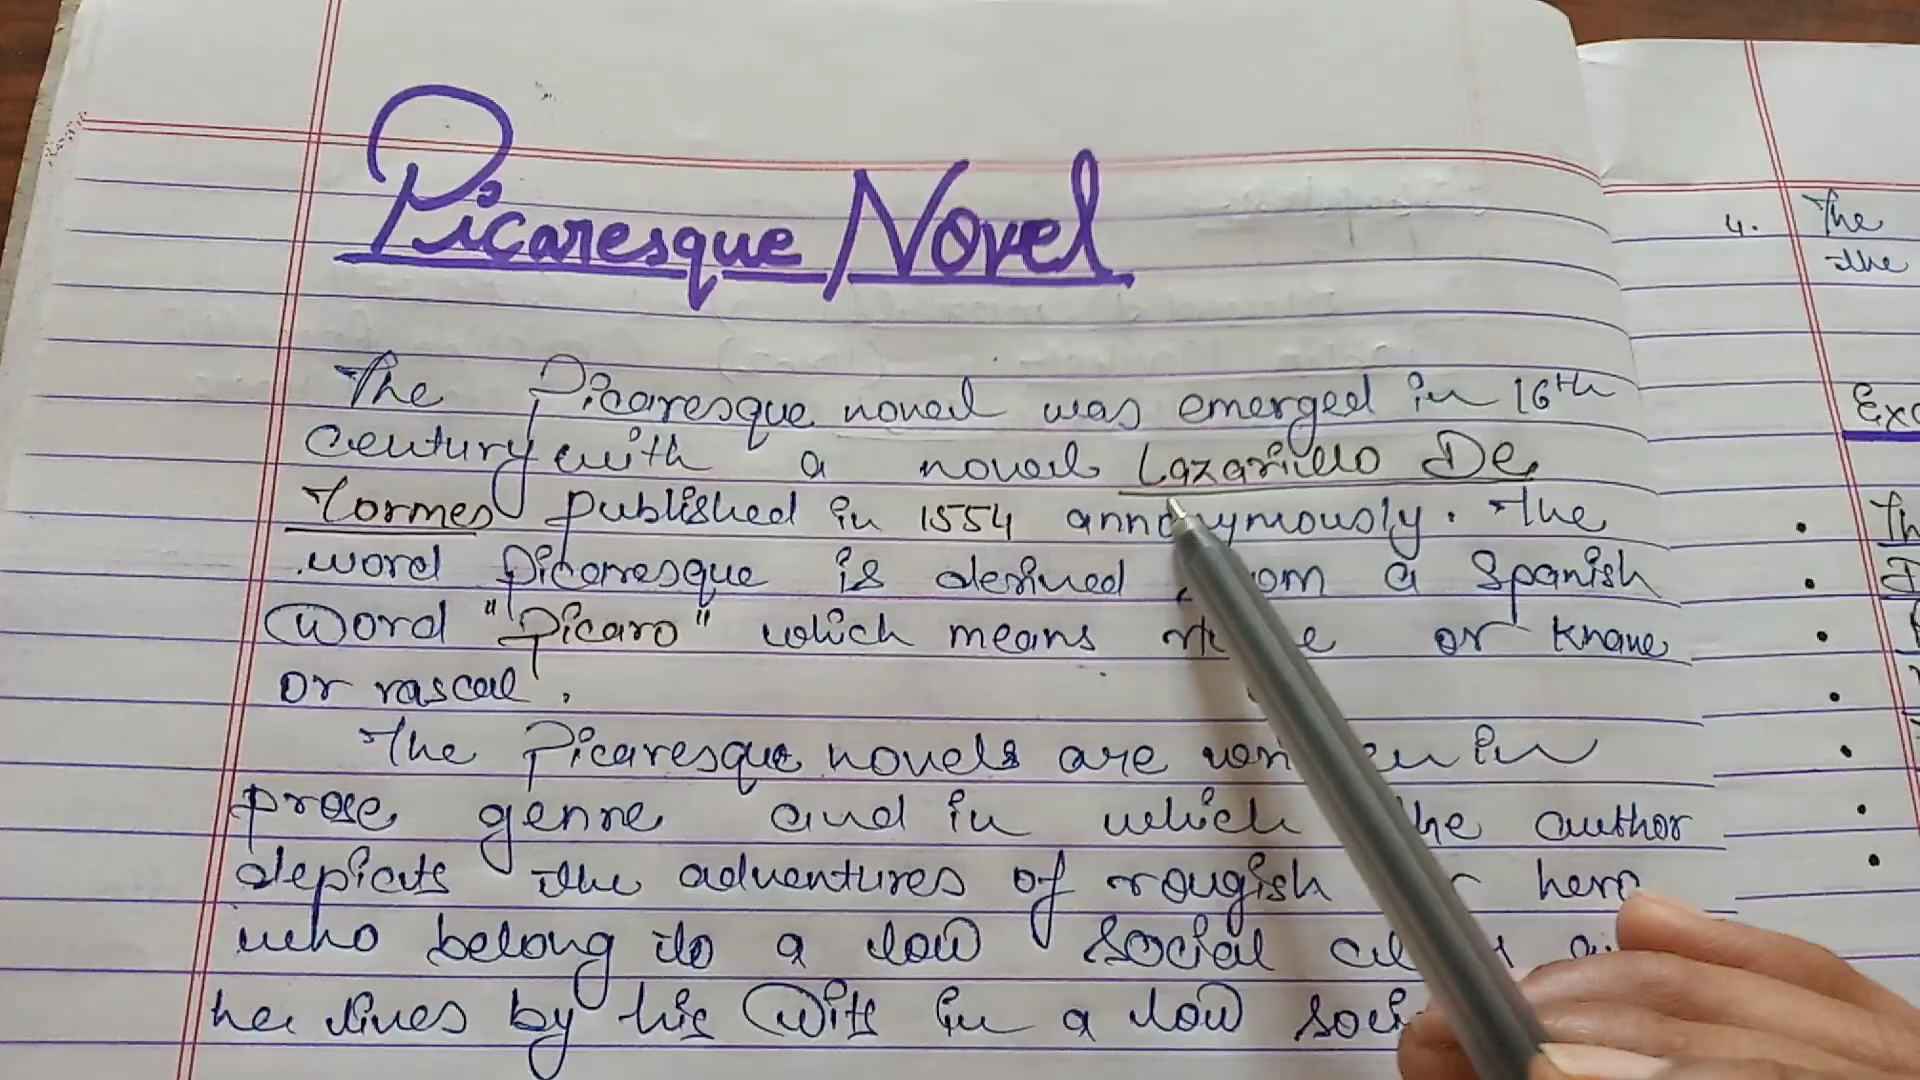 Picaresque Novel
The Picaresque novel was emerged in 16th
century with a novel Lazarillo De
Tormes published in 1554 annonymously. The
word Picaresque is derived from a Spanish
Word "Picaro" which means or Knave
or rascal.
The Picaresque novels are in
prose genre and in which the author
depicts the adventures of rougish hero
who belong to a low social
he lives by his Wits in a low
4. The
the